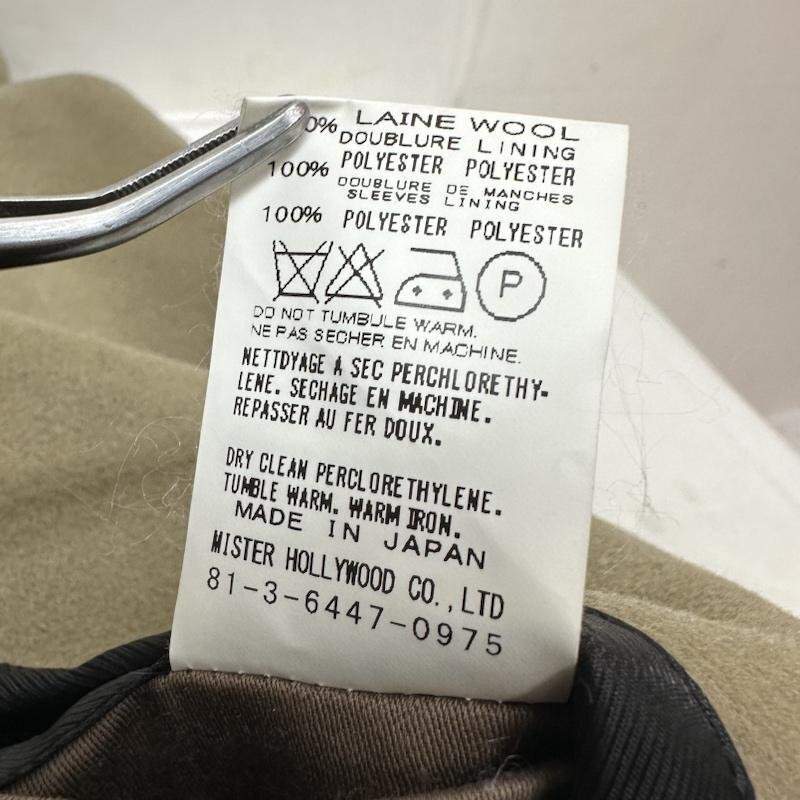 0% LAINE WOOL
DOUBLURE LINING
100% POLYESTER POLYESTER
DOUBLURE DE MANCHES
SLEEVES LINING
100% POLYESTER POLYESTER
P
DO NOT TUMBULE WARM.
NE PAS SECHER EN MACHINE.
NETTDYAGE A SEC PERCHLORETHY-
LENE. SECHAGE EN MACHINE.
REPASSER AU FER DOUX.
DRY CLEAN PERCLORETHYLENE.
TUMBLE WARM. WARM IRON.
MADE IN JAPAN
MISTER HOLLYWOOD CO.,LTD
81-3-6447-0975